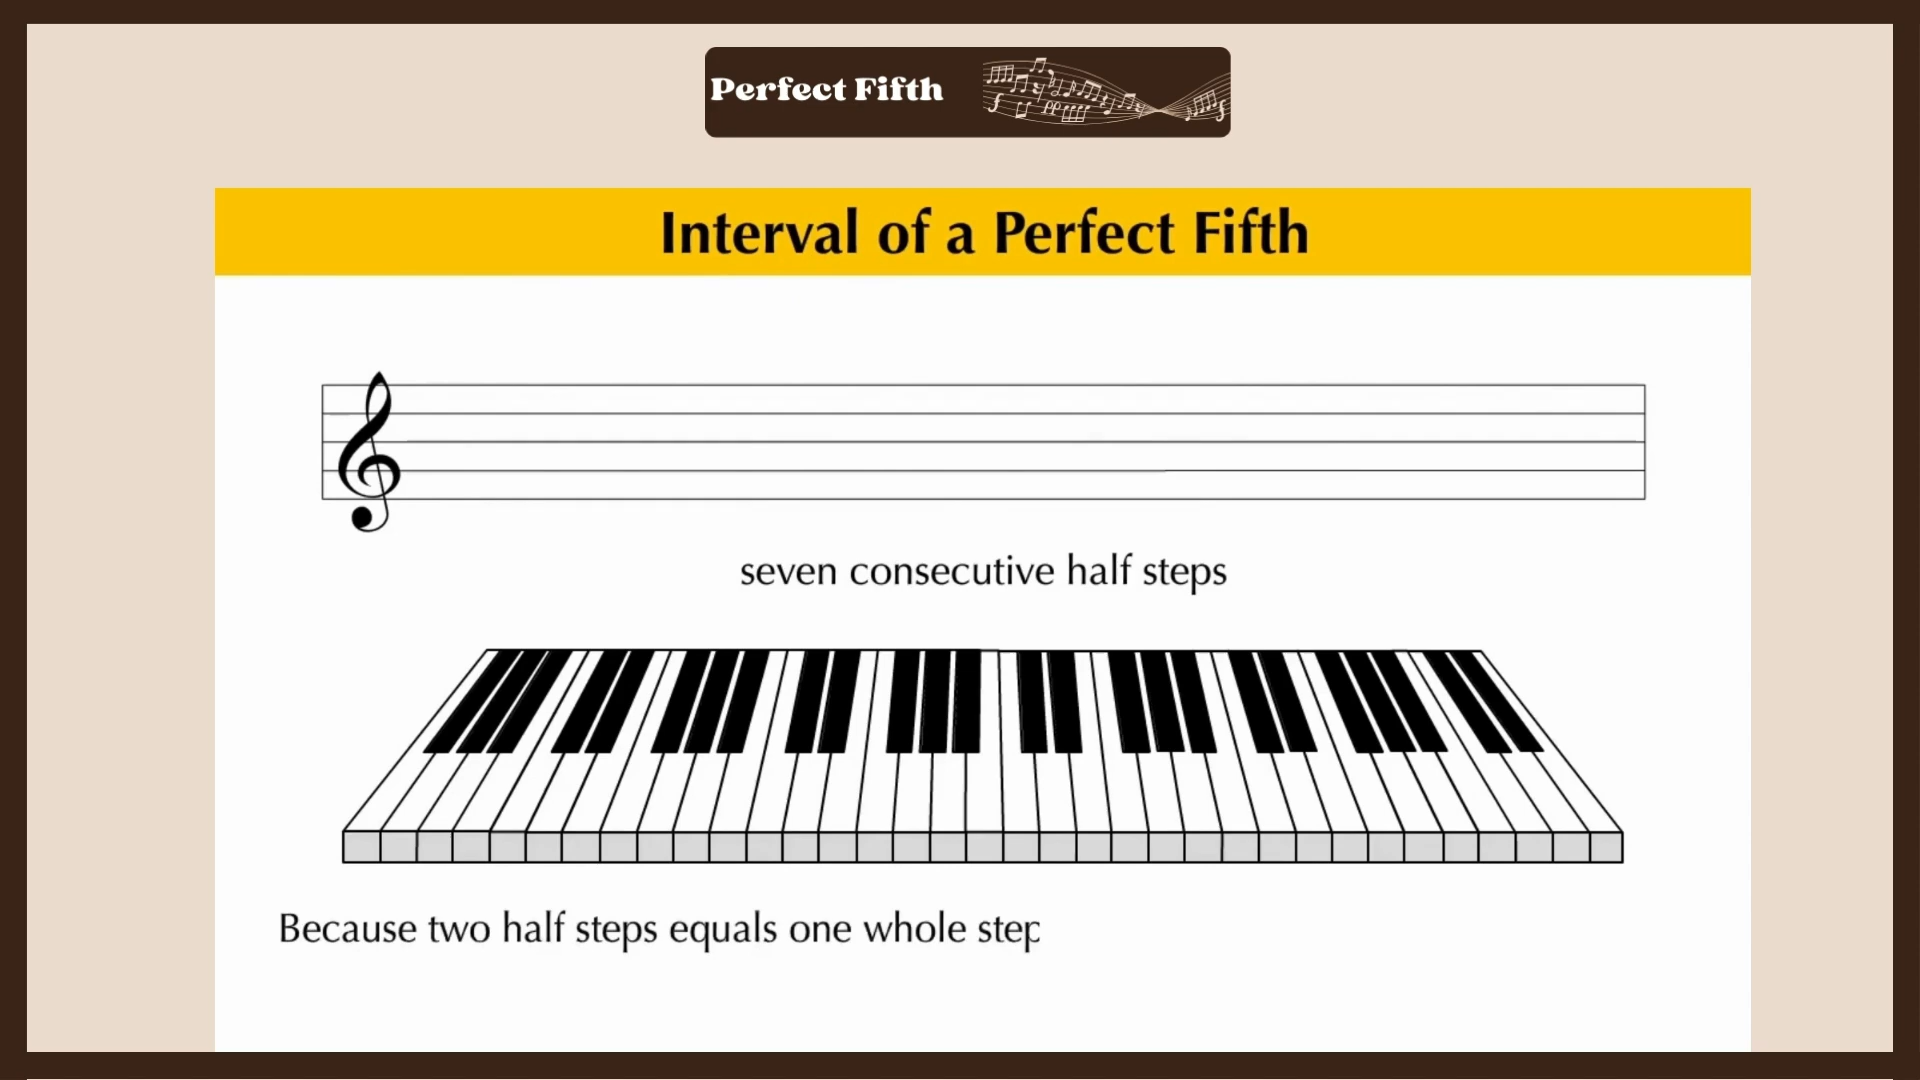 Perfect Fifth
Interval of a Perfect Fifth
seven consecutive half steps
Because two half steps equals one whole step